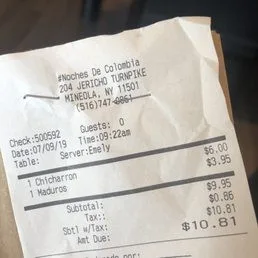 #Noches De Colombia
204 JERICHO TURNPIKE
MINEOLA, NY 11501
(516)747-0851
Check:500592 Guests: 0
Date:07/09/19 Time:09:22am
Table: Server:Emely
1 Chicharron $6.00
1 Maduros $3.95
Subtotal: $9.95
Tax:: $0.86
Sbtl w/Tax: $10.81
Amt Due: $10.81